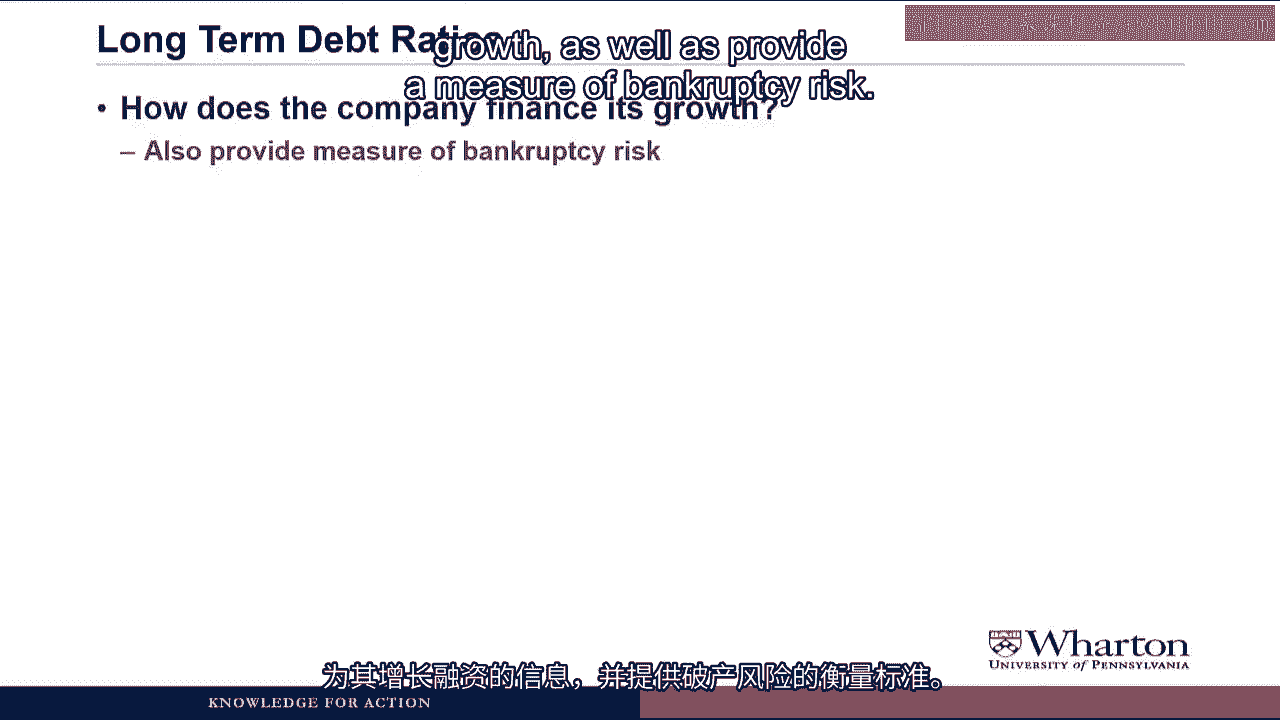 Long Term Debt Ratios
growth, as well as provide
a measure of bankruptcy risk.
• How does the company finance its growth?
– Also provide measure of bankruptcy risk
Wharton
UNIVERSITY of PENNSYLVANIA
为其增长融资的信息，并提供破产风险的衡量标准。
KNOWLEDGE FOR ACTION